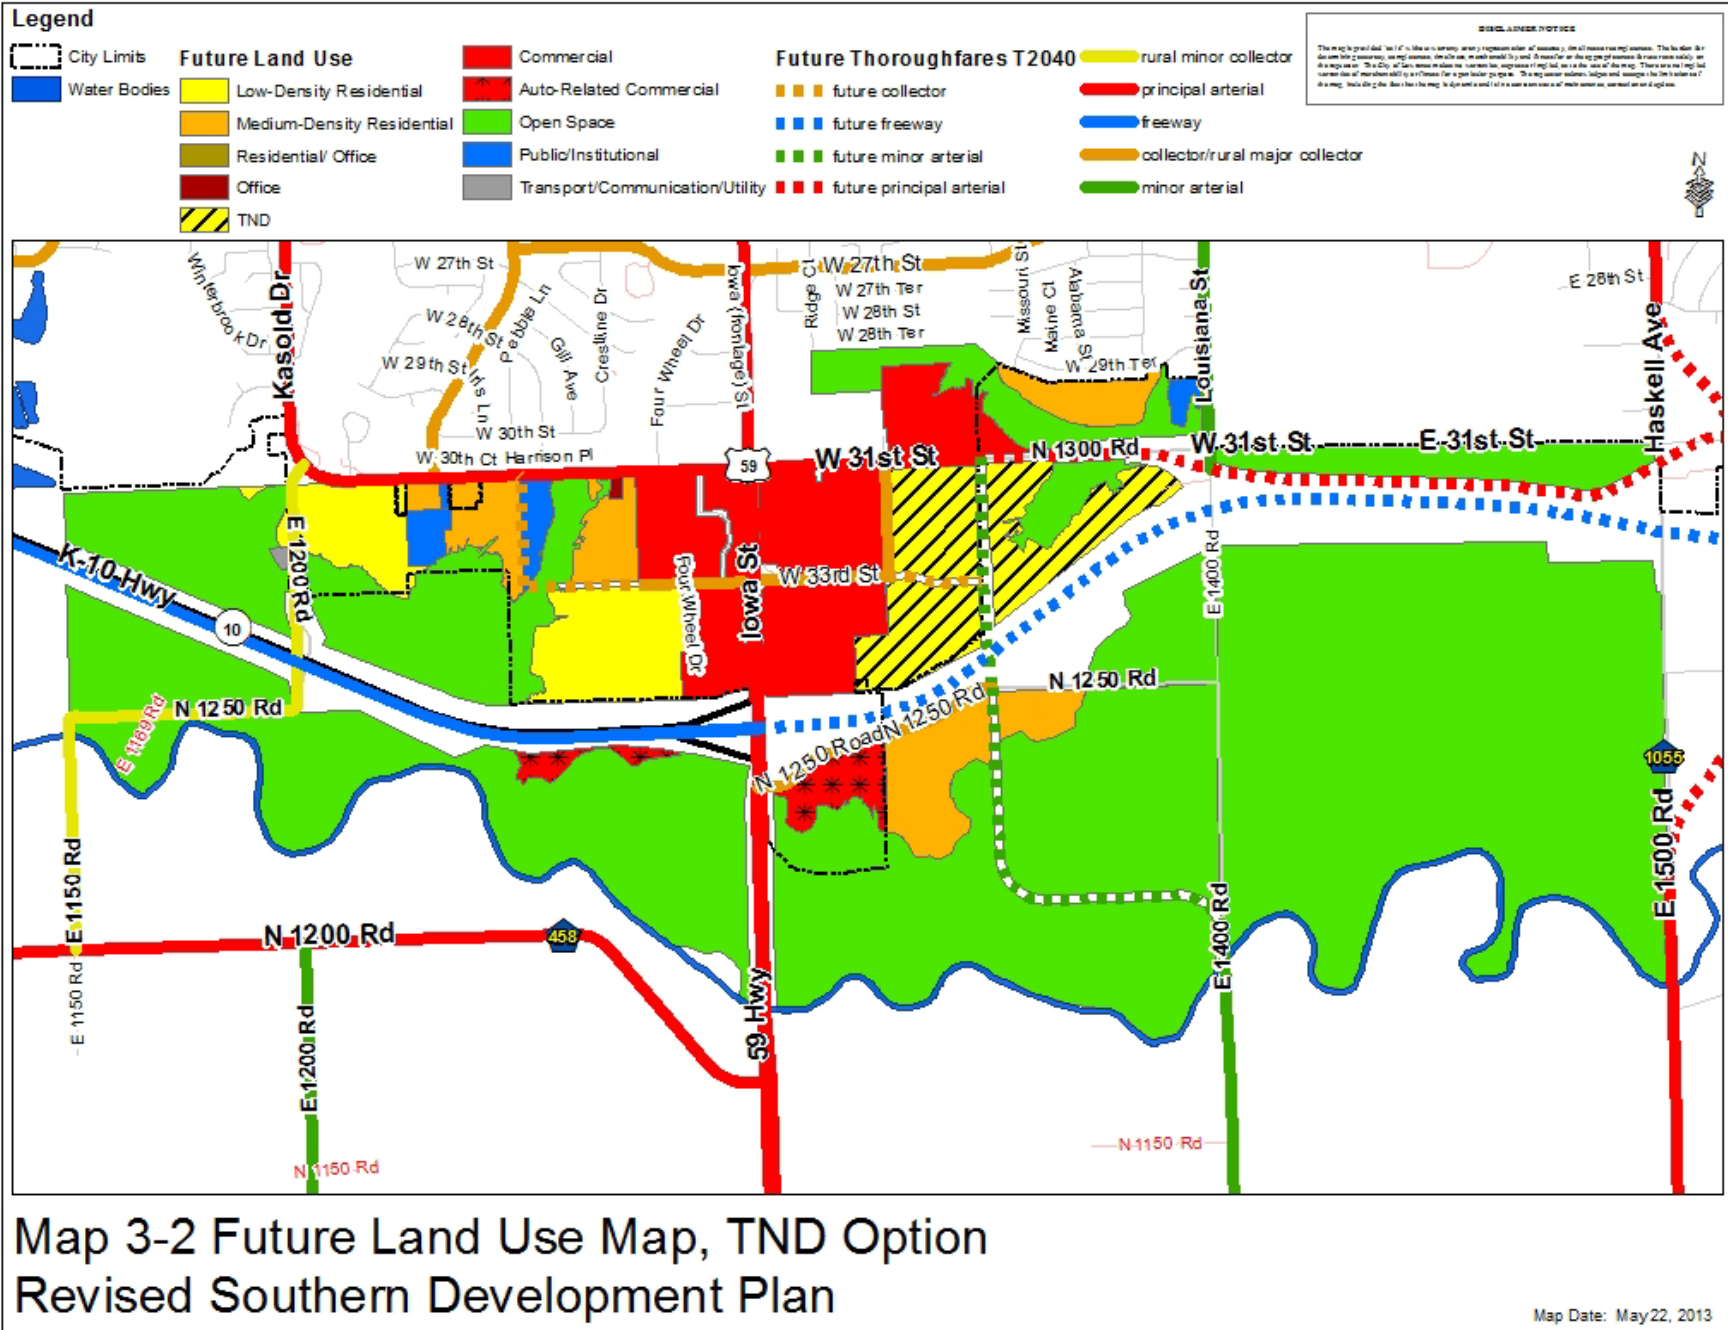 Legend
City Limits
Water Bodies
Future Land Use
Low-Density Residential
Medium-Density Residential
Residential/ Office
Office
TND
Commercial
Auto-Related Commercial
Open Space
Public/Institutional
Transport/Communication/Utility
Future Thoroughfares T2040
future collector
future freeway
future minor arterial
future principal arterial
rural minor collector
principal arterial
freeway
collector/rural major collector
minor arterial
DISCLAIMER NOTICE
N
Winterbrook Dr
Kasold Dr
W 27th St
W 28th St
Pebble Ln
W 29th St
Iris Ln
Gill Ave
Crestline Dr
Four Wheel Dr
W 30th St
W 30th Ct
Harrison Pl
Iowa (frontage) St
59
Ridge Ct
W 27th St
W 27th Ter
W 28th St
W 28th Ter
Missouri St
Maine Ct
Alabama St
W 29th Ter
Louisiana St
E 28th St
Haskell Ave
W 31st St
N 1300 Rd
W 31st St
E 31st St
K-10 Hwy
10
E 1200 Rd
Four Wheel Dr
Iowa St
W 33rd St
E 1400 Rd
N 1250 Rd
E 1189 Rd
N 1250 Rd
N 1250 Road
N 1250 Rd
1055
E 1150 Rd
E 1500 Rd
N 1200 Rd
458
E 1400 Rd
E 1150 Rd
E 1200 Rd
59 Hwy
N 1150 Rd
N 1150 Rd
Map 3-2 Future Land Use Map, TND Option
Revised Southern Development Plan
Map Date: May 22, 2013